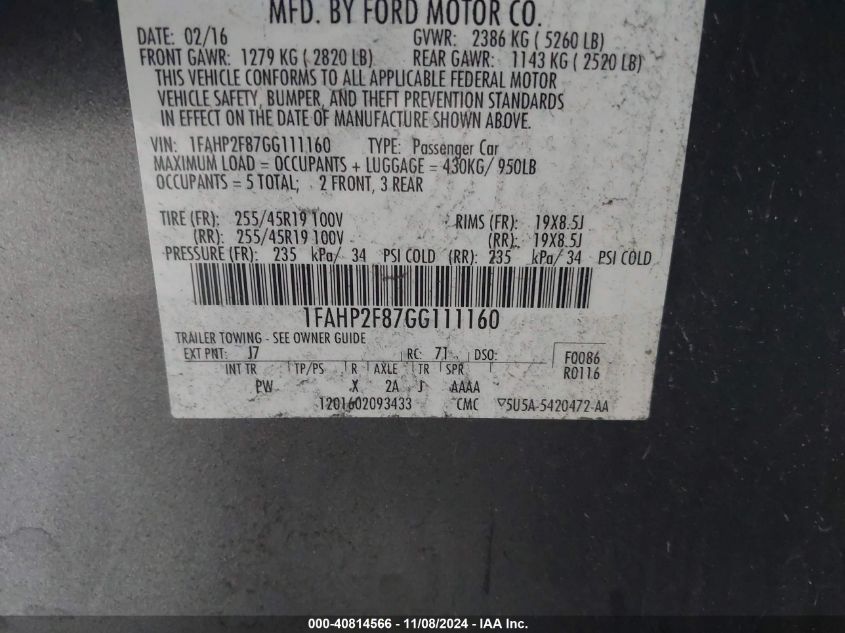 MFD. BY FORD MOTOR CO.
DATE: 02/16 GVWR: 2386 KG ( 5260 LB)
FRONT GAWR: 1279 KG ( 2820 LB) REAR GAWR: 1143 KG ( 2520 LB)
THIS VEHICLE CONFORMS TO ALL APPLICABLE FEDERAL MOTOR
VEHICLE SAFETY, BUMPER, AND THEFT PREVENTION STANDARDS
IN EFFECT ON THE DATE OF MANUFACTURE SHOWN ABOVE.
VIN: 1FAHP2F87GG111160 TYPE: Passenger Car
MAXIMUM LOAD = OCCUPANTS + LUGGAGE = 430KG/ 950LB
OCCUPANTS = 5 TOTAL; 2 FRONT, 3 REAR
TIRE (FR): 255/45R19 100V RIMS (FR): 19X8.5J
(RR): 255/45R19 100V (RR): 19X8.5J
PRESSURE (FR): 235 kPa/ 34 PSI COLD (RR): 235 kPa/ 34 PSI COLD
1FAHP2F87GG111160
TRAILER TOWING - SEE OWNER GUIDE
EXT PNT: J7 RC: 71 DSO: F0086
INT TR TP/PS R AXLE TR SPR R0116
PW X 2A J AAAA
1201602093433 CMC ▽5U5A-5420472-AA
000-40814566 - 11/08/2024 - IAA Inc.